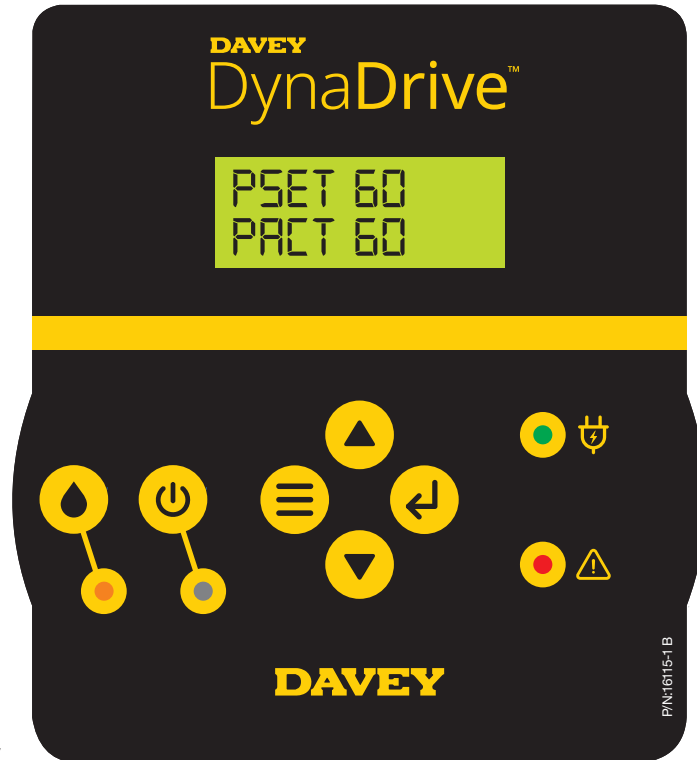 DAVEY
DynaDrive™
PSET 60
PACT 60
DAVEY
P/N:16115-1 B